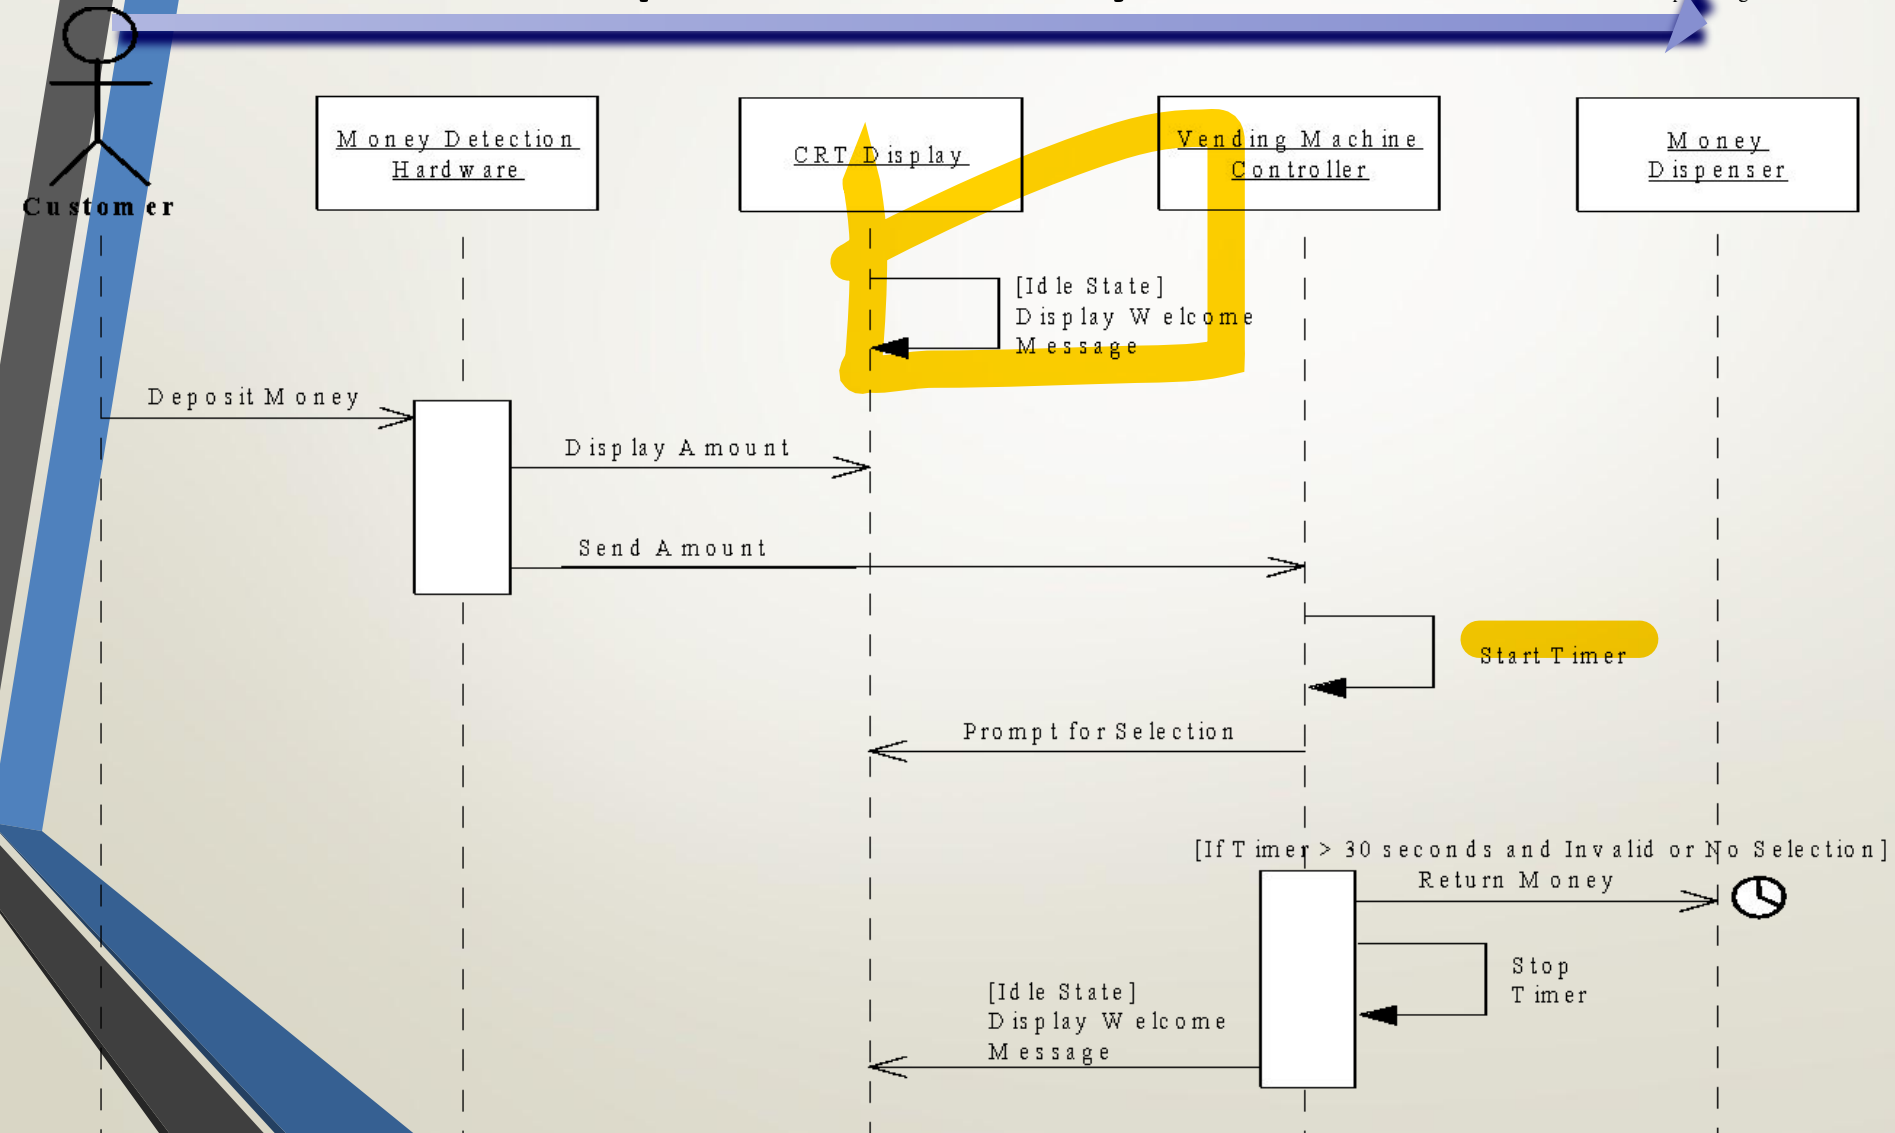 Customer
Money Detection
Hardware
CRT Display
Vending Machine
Controller
Money
Dispenser
[Idle State]
Display Welcome
Message
Deposit Money
Display Amount
Send Amount
Start Timer
Prompt for Selection
[If Timer > 30 seconds and Invalid or No Selection]
Return Money
Stop
Timer
[Idle State]
Display Welcome
Message